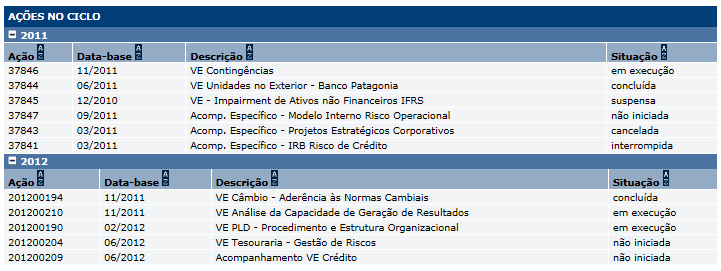 AÇÕES NO CICLO
2011
Ação Data-base Descrição Situação
37846 11/2011 VE Contingências em execução
37844 06/2011 VE Unidades no Exterior - Banco Patagonia concluída
37845 12/2010 VE - Impairment de Ativos não Financeiros IFRS suspensa
37847 09/2011 Acomp. Específico - Modelo Interno Risco Operacional não iniciada
37843 03/2011 Acomp. Específico - Projetos Estratégicos Corporativos cancelada
37841 03/2011 Acomp. Específico - IRB Risco de Crédito interrompida
2012
Ação Data-base Descrição Situação
201200194 11/2011 VE Câmbio - Aderência às Normas Cambiais concluída
201200210 11/2011 VE Análise da Capacidade de Geração de Resultados em execução
201200190 02/2012 VE PLD - Procedimento e Estrutura Organizacional em execução
201200204 06/2012 VE Tesouraria - Gestão de Riscos não iniciada
201200209 06/2012 Acompanhamento VE Crédito não iniciada